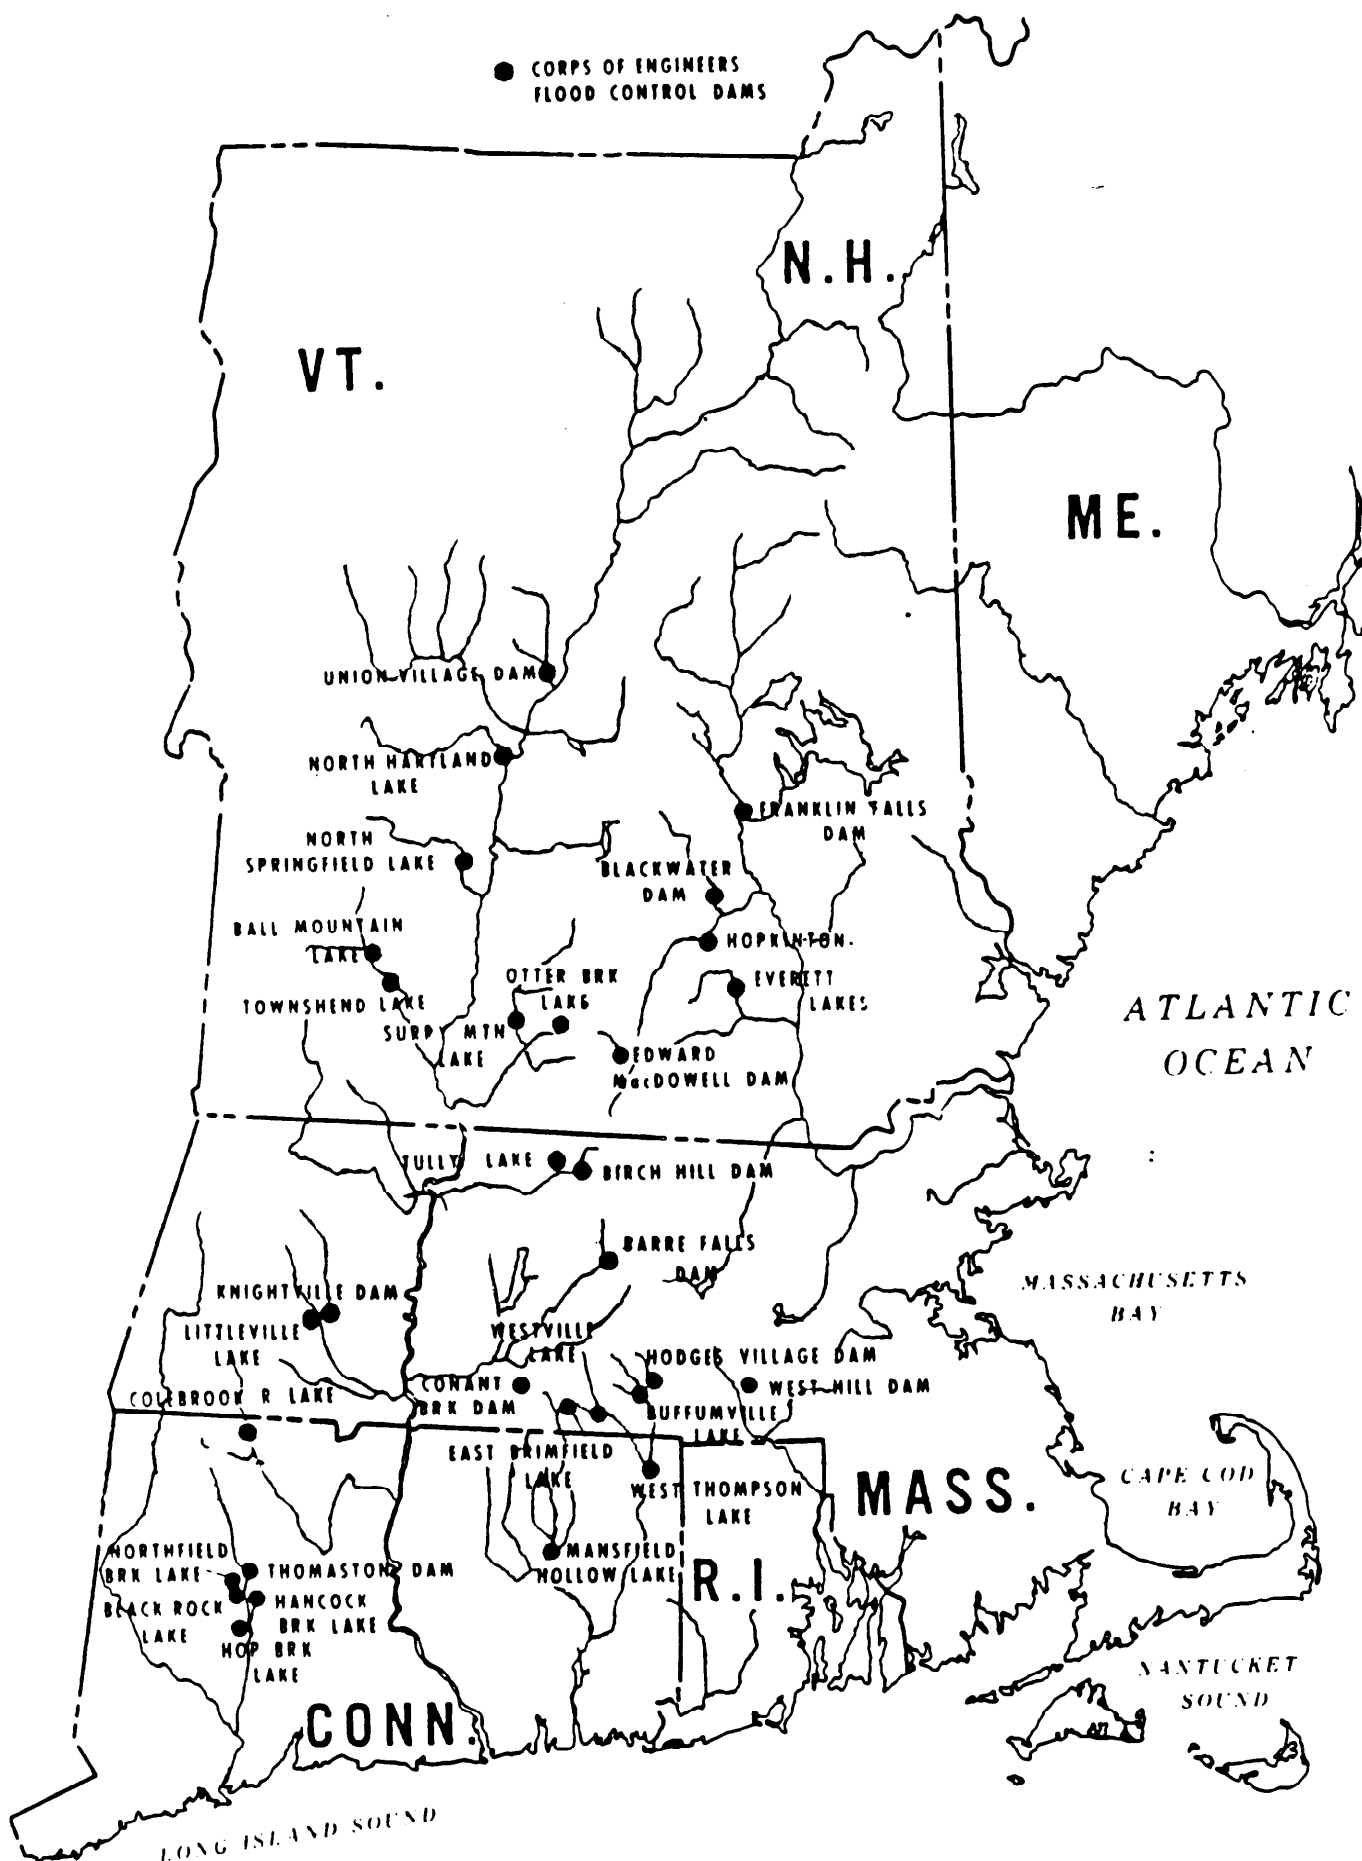 CORPS OF ENGINEERS
FLOOD CONTROL DAMS
N.H.
VT.
ME.
UNION VILLAGE DAM
NORTH HARTLAND
LAKE
FRANKLIN FALLS
DAM
NORTH
SPRINGFIELD LAKE
BLACKWATER
DAM
BALL MOUNTAIN
LAKE
HOPKINTON
OTTER BRK
LAKE
EVERETT
LAKES
TOWNSHEND LAKE
SURRY MTN
LAKE
EDWARD
MacDOWELL DAM
ATLANTIC
OCEAN
TULLY LAKE
BIRCH HILL DAM
BARRE FALLS
DAM
KNIGHTVILLE DAM
LITTLEVILLE
LAKE
WESTVILLE
LAKE
HODGES VILLAGE DAM
MASSACHUSETTS
BAY
COLEBROOK R LAKE
CONANT
BRK DAM
WEST HILL DAM
BUFFUMVILLE
LAKE
EAST BRIMFIELD
LAKE
WEST THOMPSON
LAKE
MASS.
CAPE COD
BAY
NORTHFIELD
BRK LAKE
THOMASTON DAM
MANSFIELD
HOLLOW LAKE
R.I.
BLACK ROCK
LAKE
HANCOCK
BRK LAKE
HOP BRK
LAKE
CONN.
NANTUCKET
SOUND
LONG ISLAND SOUND